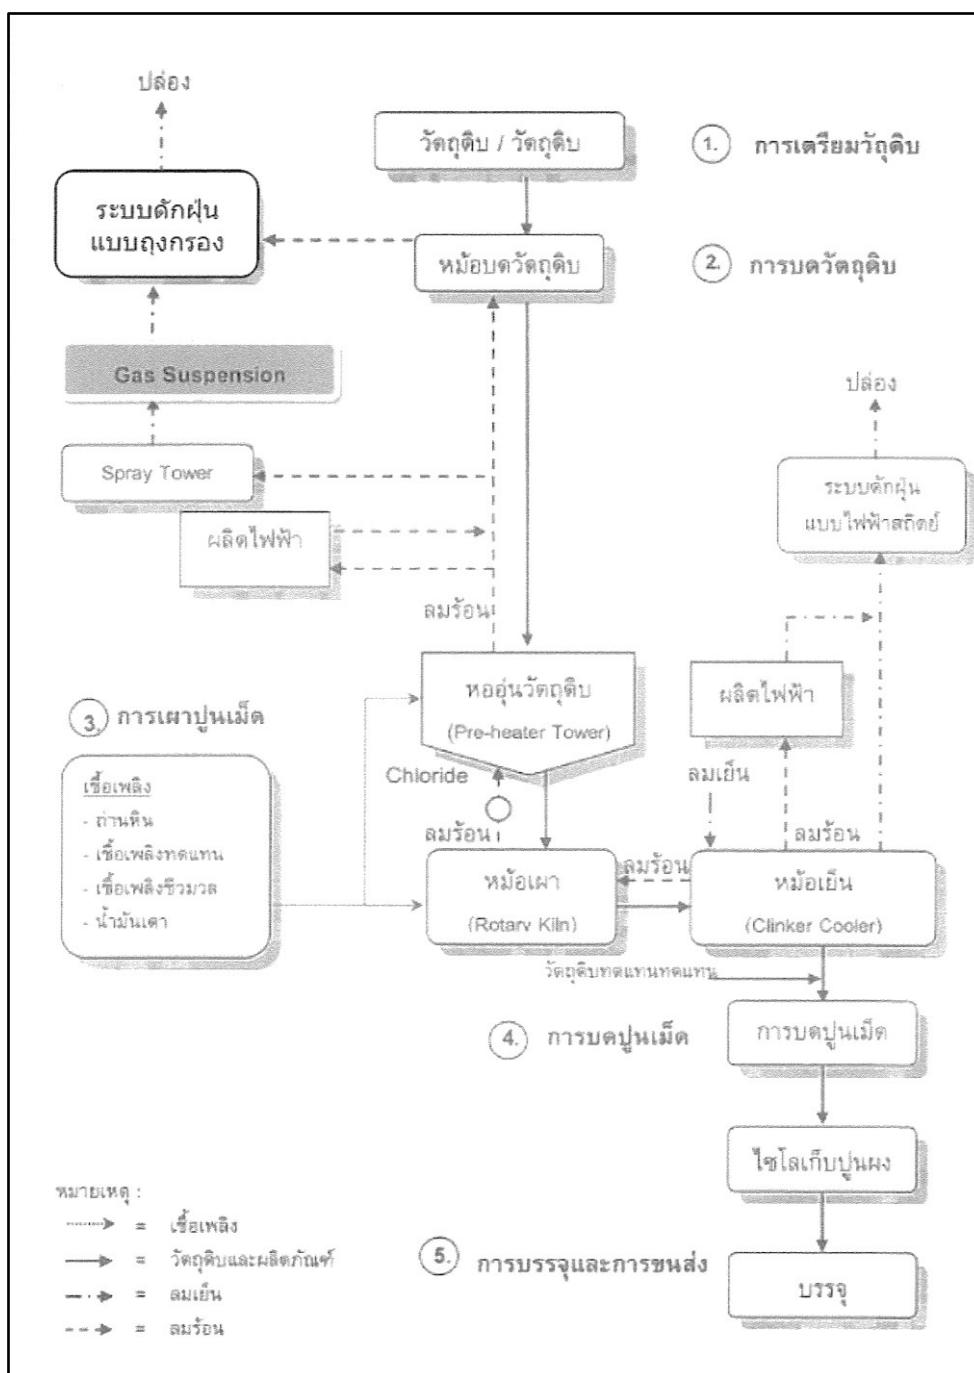 ปล่อง
วัตถุดิบ / วัตถุดิบ
1. การเตรียมวัถุดิบ
ระบบดักฝุ่น
แบบถุงกรอง
หม้อบดวัตถุดิบ
2. การบดวัตถุดิบ
Gas Suspension
ปล่อง
Spray Tower
ระบบดักฝุ่น
แบบไฟฟ้าสถิตย์
ผลิตไฟฟ้า
ลมร้อน
หออุ่นวัตถุดิบ
(Pre-heater Tower)
ผลิตไฟฟ้า
3. การเผาปูนเม็ด
Chloride
ลมเย็น
เชื้อเพลิง
- ถ่านหิน
- เชื้อเพลิงทดแทน
- เชื้อเพลิงชีวมวล
- น้ำมันเตา
ลมร้อน
ลมร้อน
ลมร้อน
หม้อเผา
(Rotary Kiln)
หม้อเย็น
(Clinker Cooler)
วัตถุดิบทดแทนทดแทน
4. การบดปูนเม็ด
การบดปูนเม็ด
ไซโลเก็บปูนผง
5. การบรรจุและการขนส่ง
บรรจุ
หมายเหตุ :
= เชื้อเพลิง
= วัตถุดิบและผลิตภัณฑ์
= ลมเย็น
= ลมร้อน